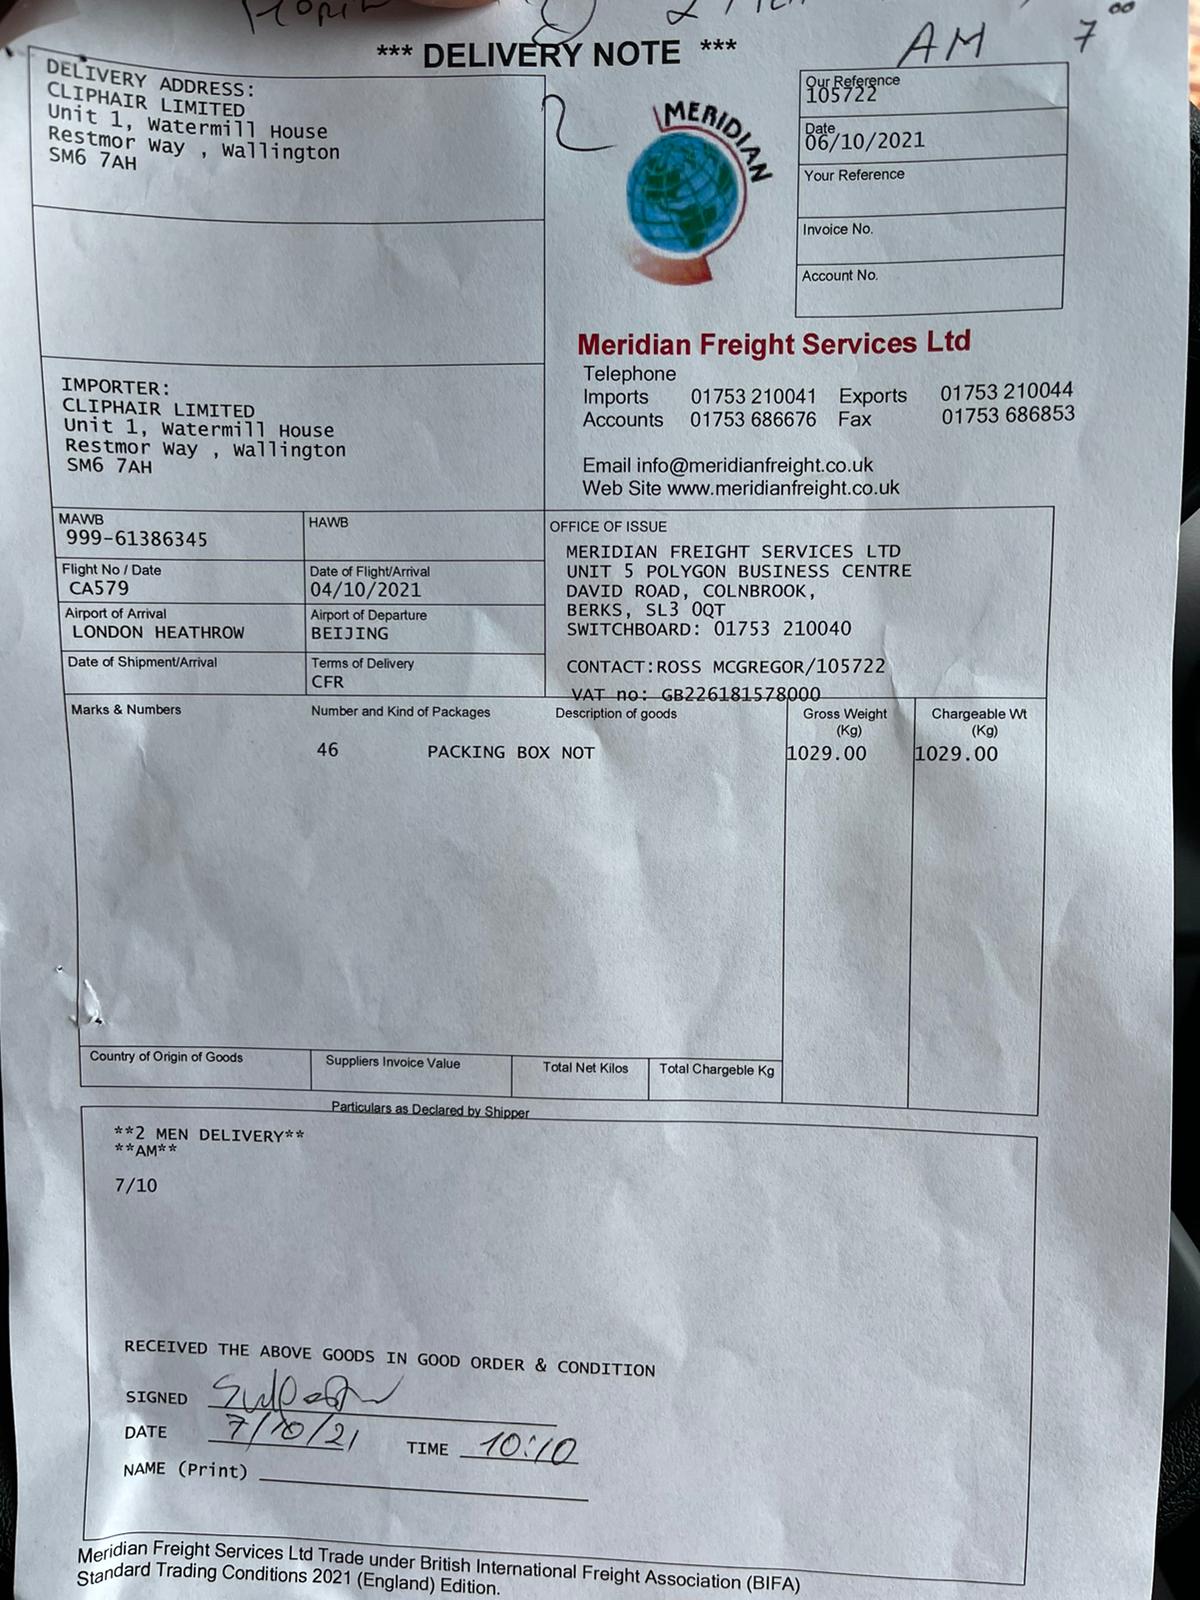 AM 7 00
*** DELIVERY NOTE ***
DELIVERY ADDRESS:
CLIPHAIR LIMITED
Unit 1, Watermill House
Restmor Way , Wallington
SM6 7AH
2
MERIDIAN
Our Reference
105722
Date
06/10/2021
Your Reference
Invoice No.
Account No.
Meridian Freight Services Ltd
Telephone
Imports 01753 210041 Exports 01753 210044
Accounts 01753 686676 Fax 01753 686853
Email info@meridianfreight.co.uk
Web Site www.meridianfreight.co.uk
IMPORTER:
CLIPHAIR LIMITED
Unit 1, Watermill House
Restmor Way , Wallington
SM6 7AH
MAWB
999-61386345
HAWB
Flight No / Date
CA579
Date of Flight/Arrival
04/10/2021
Airport of Arrival
LONDON HEATHROW
Airport of Departure
BEIJING
Date of Shipment/Arrival
Terms of Delivery
CFR
OFFICE OF ISSUE
MERIDIAN FREIGHT SERVICES LTD
UNIT 5 POLYGON BUSINESS CENTRE
DAVID ROAD, COLNBROOK,
BERKS, SL3 0QT
SWITCHBOARD: 01753 210040
CONTACT:ROSS MCGREGOR/105722
VAT no: GB226181578000
Marks & Numbers Number and Kind of Packages Description of goods Gross Weight (Kg) Chargeable Wt (Kg)
46 PACKING BOX NOT 1029.00 1029.00
Country of Origin of Goods Suppliers Invoice Value Total Net Kilos Total Chargeble Kg
Particulars as Declared by Shipper
**2 MEN DELIVERY**
**AM**
7/10
RECEIVED THE ABOVE GOODS IN GOOD ORDER & CONDITION
SIGNED
DATE 7/10/21 TIME 10:10
NAME (Print)
Meridian Freight Services Ltd Trade under British International Freight Association (BIFA)
Standard Trading Conditions 2021 (England) Edition.